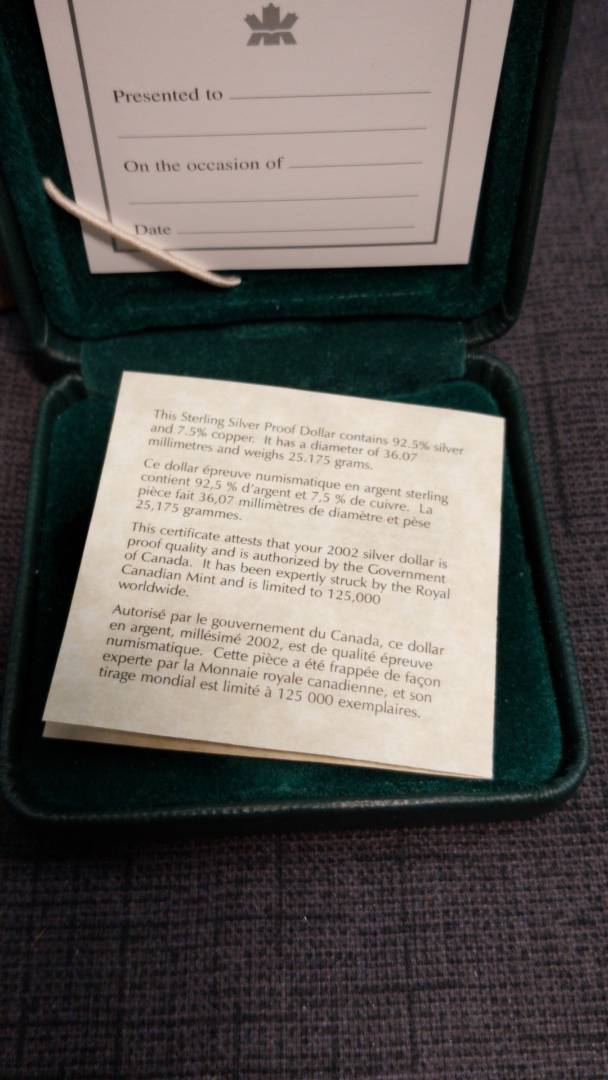 Presented to
On the occasion of
Date
This Sterling Silver Proof Dollar contains 92.5% silver
and 7.5% copper. It has a diameter of 36.07
millimetres and weighs 25.175 grams.
Ce dollar épreuve numismatique en argent sterling
contient 92,5 % d'argent et 7,5 % de cuivre. La
pièce fait 36,07 millimètres de diamètre et pèse
25,175 grammes.
This certificate attests that your 2002 silver dollar is
proof quality and is authorized by the Government
of Canada. It has been expertly struck by the Royal
Canadian Mint and is limited to 125,000
worldwide.
Autorisé par le gouvernement du Canada, ce dollar
en argent, millésimé 2002, est de qualité épreuve
numismatique. Cette pièce a été frappée de façon
experte par la Monnaie royale canadienne, et son
tirage mondial est limité à 125 000 exemplaires.